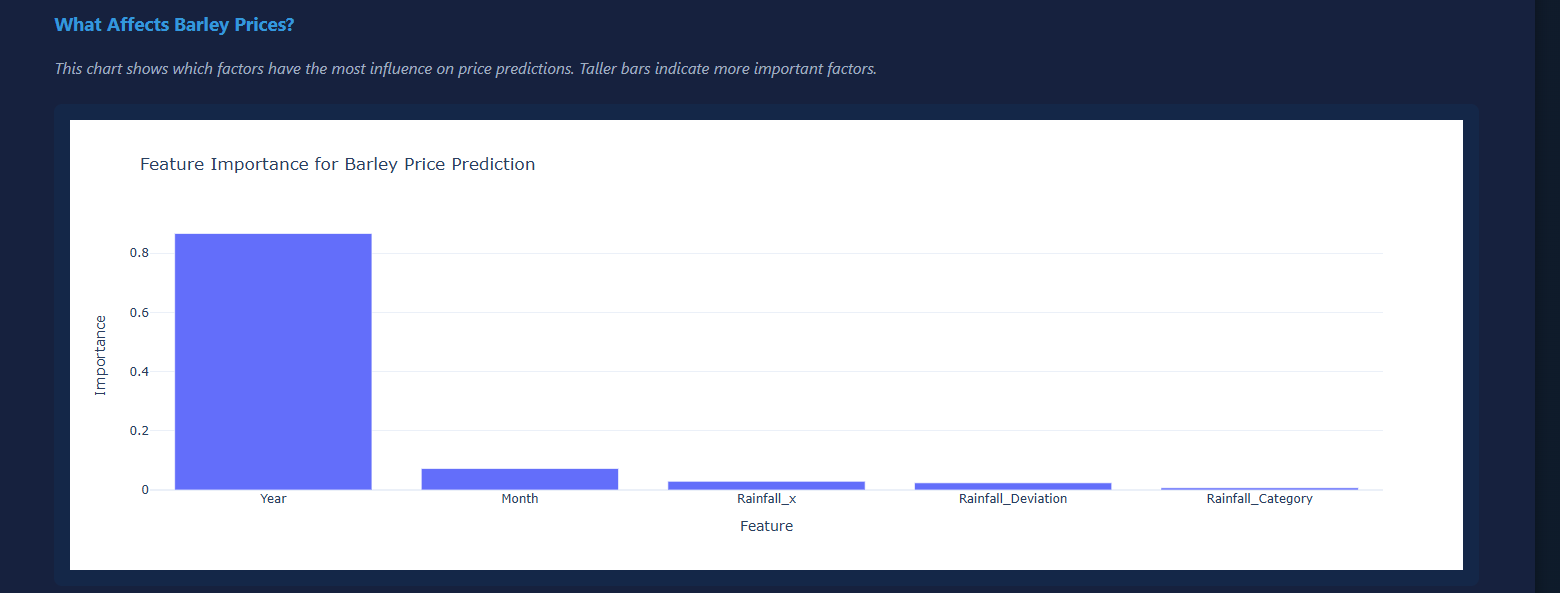 What Affects Barley Prices?
This chart shows which factors have the most influence on price predictions. Taller bars indicate more important factors.
Feature Importance for Barley Price Prediction
0.8
0.6
0.4
0.2
0
Importance
Year
Month
Rainfall_x
Rainfall_Deviation
Rainfall_Category
Feature